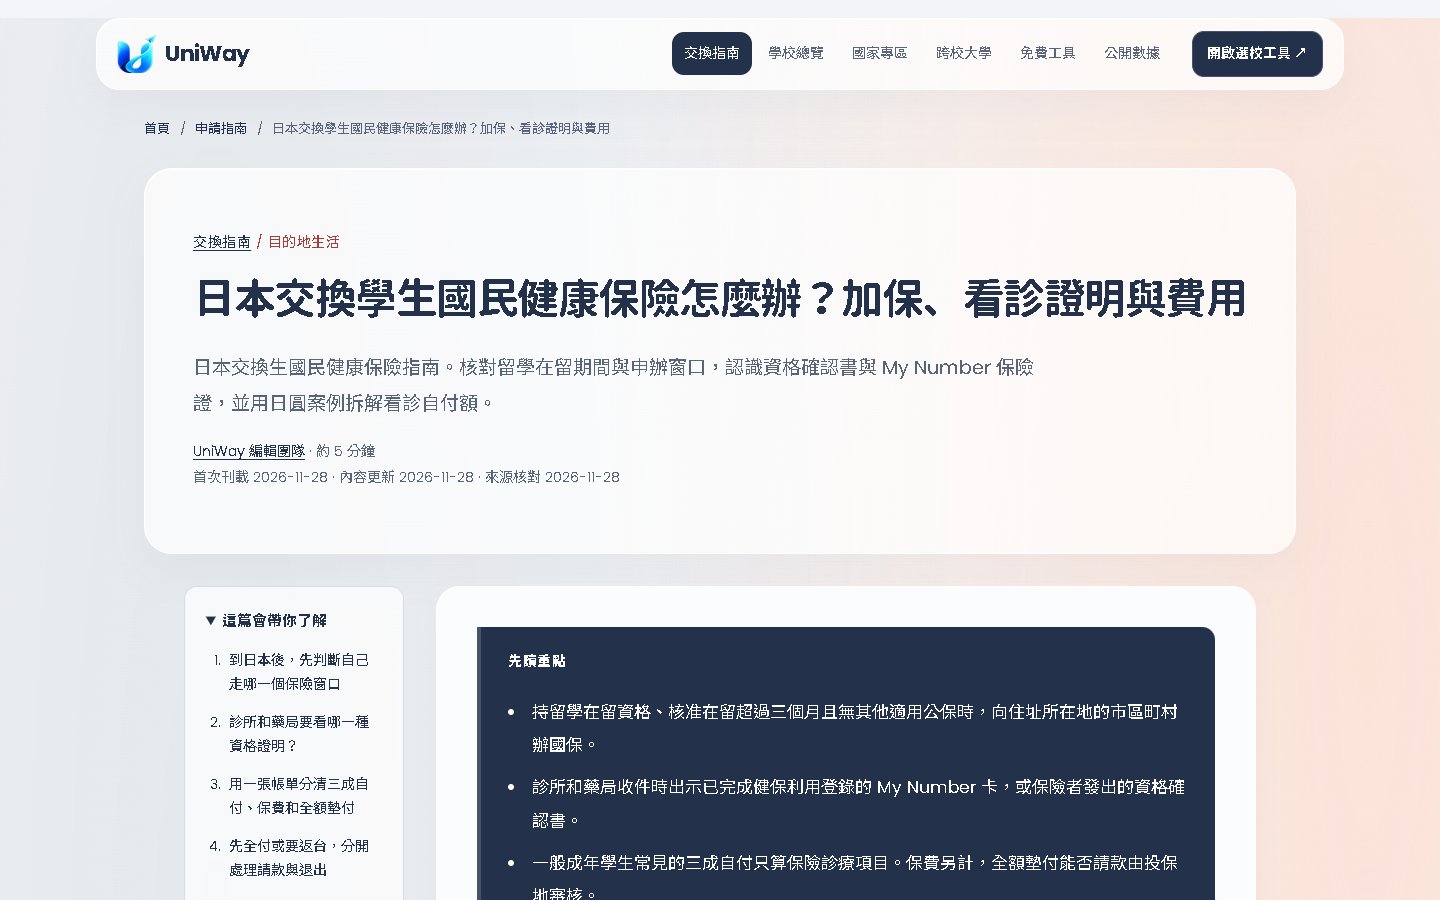 UniWay
交換指南 學校總覽 國家專區 跨校大學 免費工具 公開數據 開啟選校工具 ↗
首頁 / 申請指南 / 日本交換學生國民健康保險怎麼辦？加保、看診證明與費用
交換指南 / 目的地生活
日本交換學生國民健康保險怎麼辦？加保、看診證明與費用
日本交換生國民健康保險指南。核對留學在留期間與申辦窗口，認識資格確認書與 My Number 保險
證，並用日圓案例拆解看診自付額。
UniWay 編輯團隊 · 約 5 分鐘
首次刊載 2026-11-28 · 內容更新 2026-11-28 · 來源核對 2026-11-28
▼ 這篇會帶你了解
1. 到日本後，先判斷自己
走哪一個保險窗口
2. 診所和藥局要看哪一種
資格證明？
3. 用一張帳單分清三成自
付、保費和全額墊付
4. 先全付或要返台，分開
處理請款與退出
先讀重點
• 持留學在留資格、核准在留超過三個月且無其他適用公保時，向住址所在地的市區町村
辦國保。
• 診所和藥局收件時出示已完成健保利用登錄的 My Number 卡，或保險者發出的資格確
認書。
• 一般成年學生常見的三成自付只算保險診療項目。保費另計，全額墊付能否請款由投保
地審核。